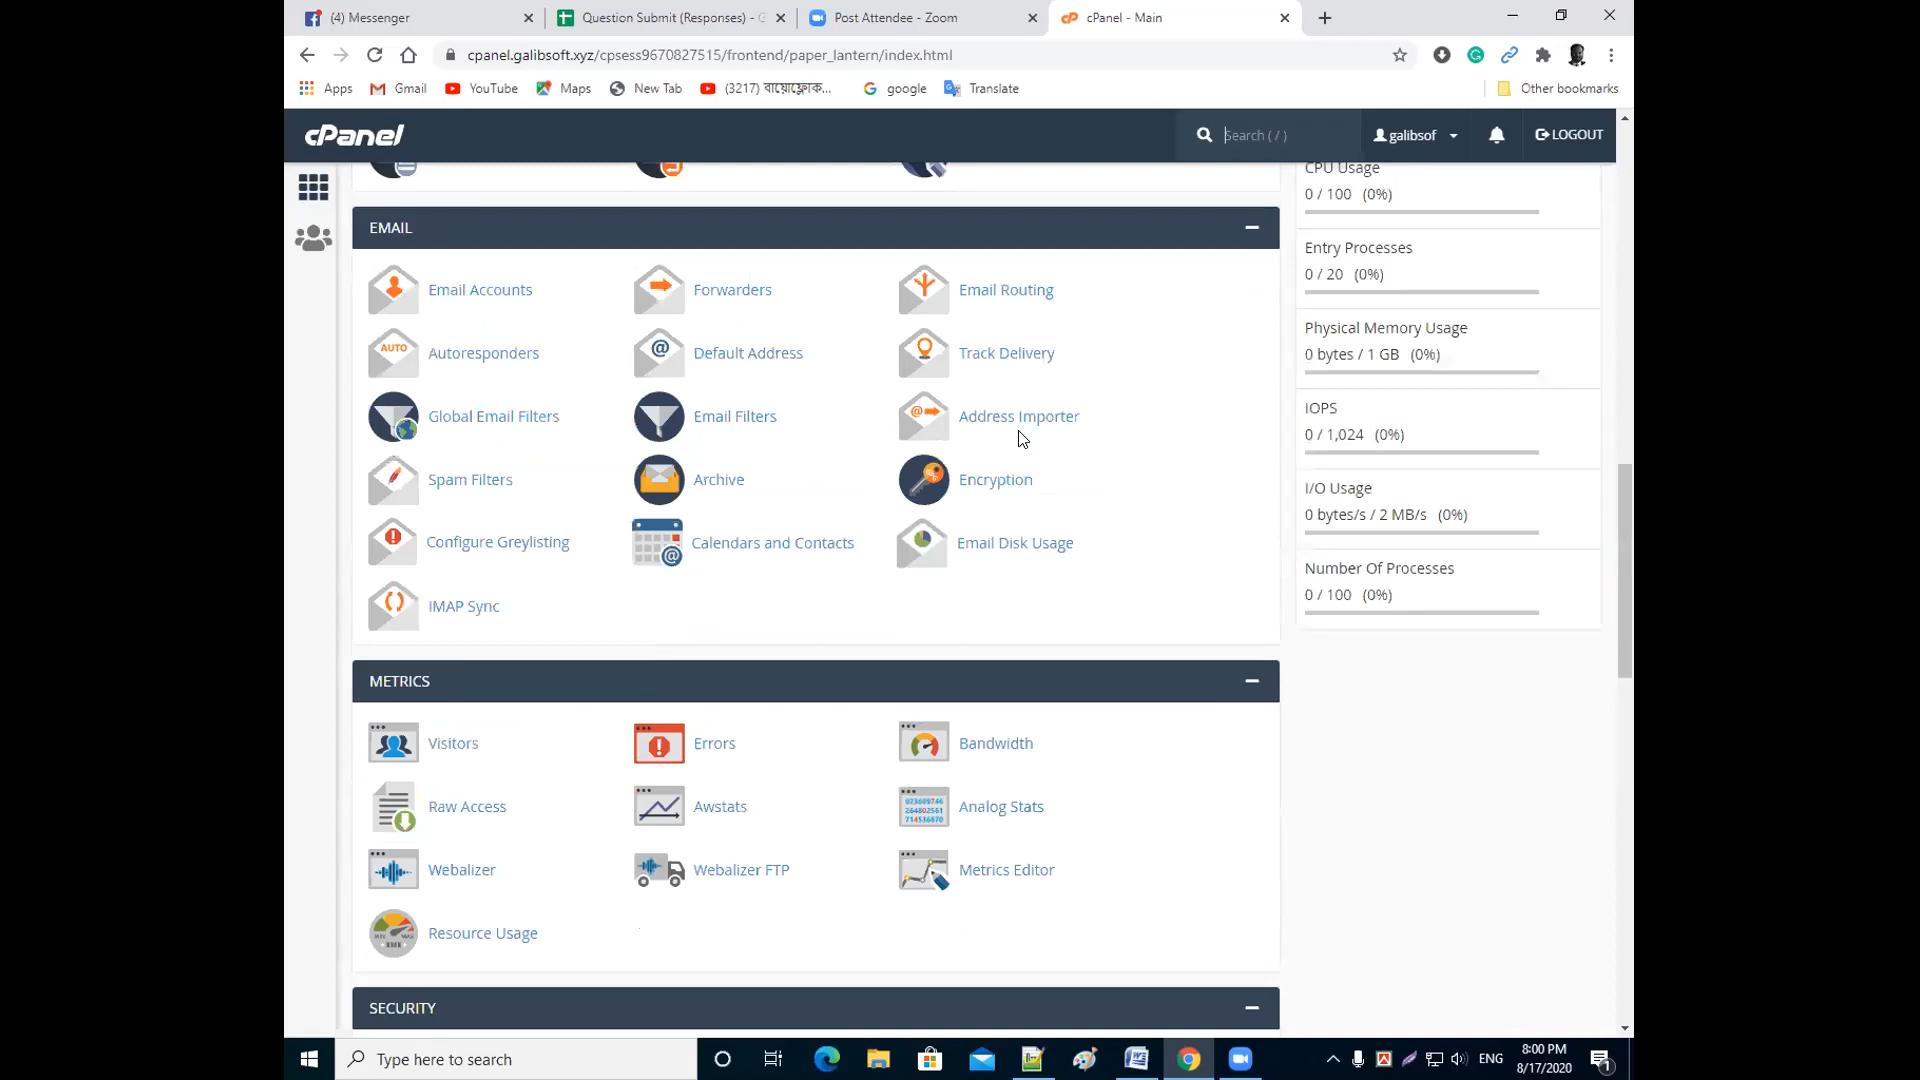 (4) Messenger
Question Submit (Responses) - G
Post Attendee - Zoom
cPanel - Main
cpanel.galibsoft.xyz/cpsess9670827515/frontend/paper_lantern/index.html
Apps
Gmail
YouTube
Maps
New Tab
(3217) বায়োফ্লোক...
google
Translate
Other bookmarks
cPanel
Search ( / )
galibsof
LOGOUT
CPU Usage
0 / 100 (0%)
Entry Processes
0 / 20 (0%)
Physical Memory Usage
0 bytes / 1 GB (0%)
IOPS
0 / 1,024 (0%)
I/O Usage
0 bytes/s / 2 MB/s (0%)
Number Of Processes
0 / 100 (0%)
EMAIL
Email Accounts
Forwarders
Email Routing
AUTO
Autoresponders
Default Address
Track Delivery
Global Email Filters
Email Filters
Address Importer
Spam Filters
Archive
Encryption
Configure Greylisting
Calendars and Contacts
Email Disk Usage
IMAP Sync
METRICS
Visitors
Errors
Bandwidth
Raw Access
Awstats
Analog Stats
Webalizer
Webalizer FTP
Metrics Editor
Resource Usage
SECURITY
Type here to search
ENG
8:00 PM
8/17/2020
1